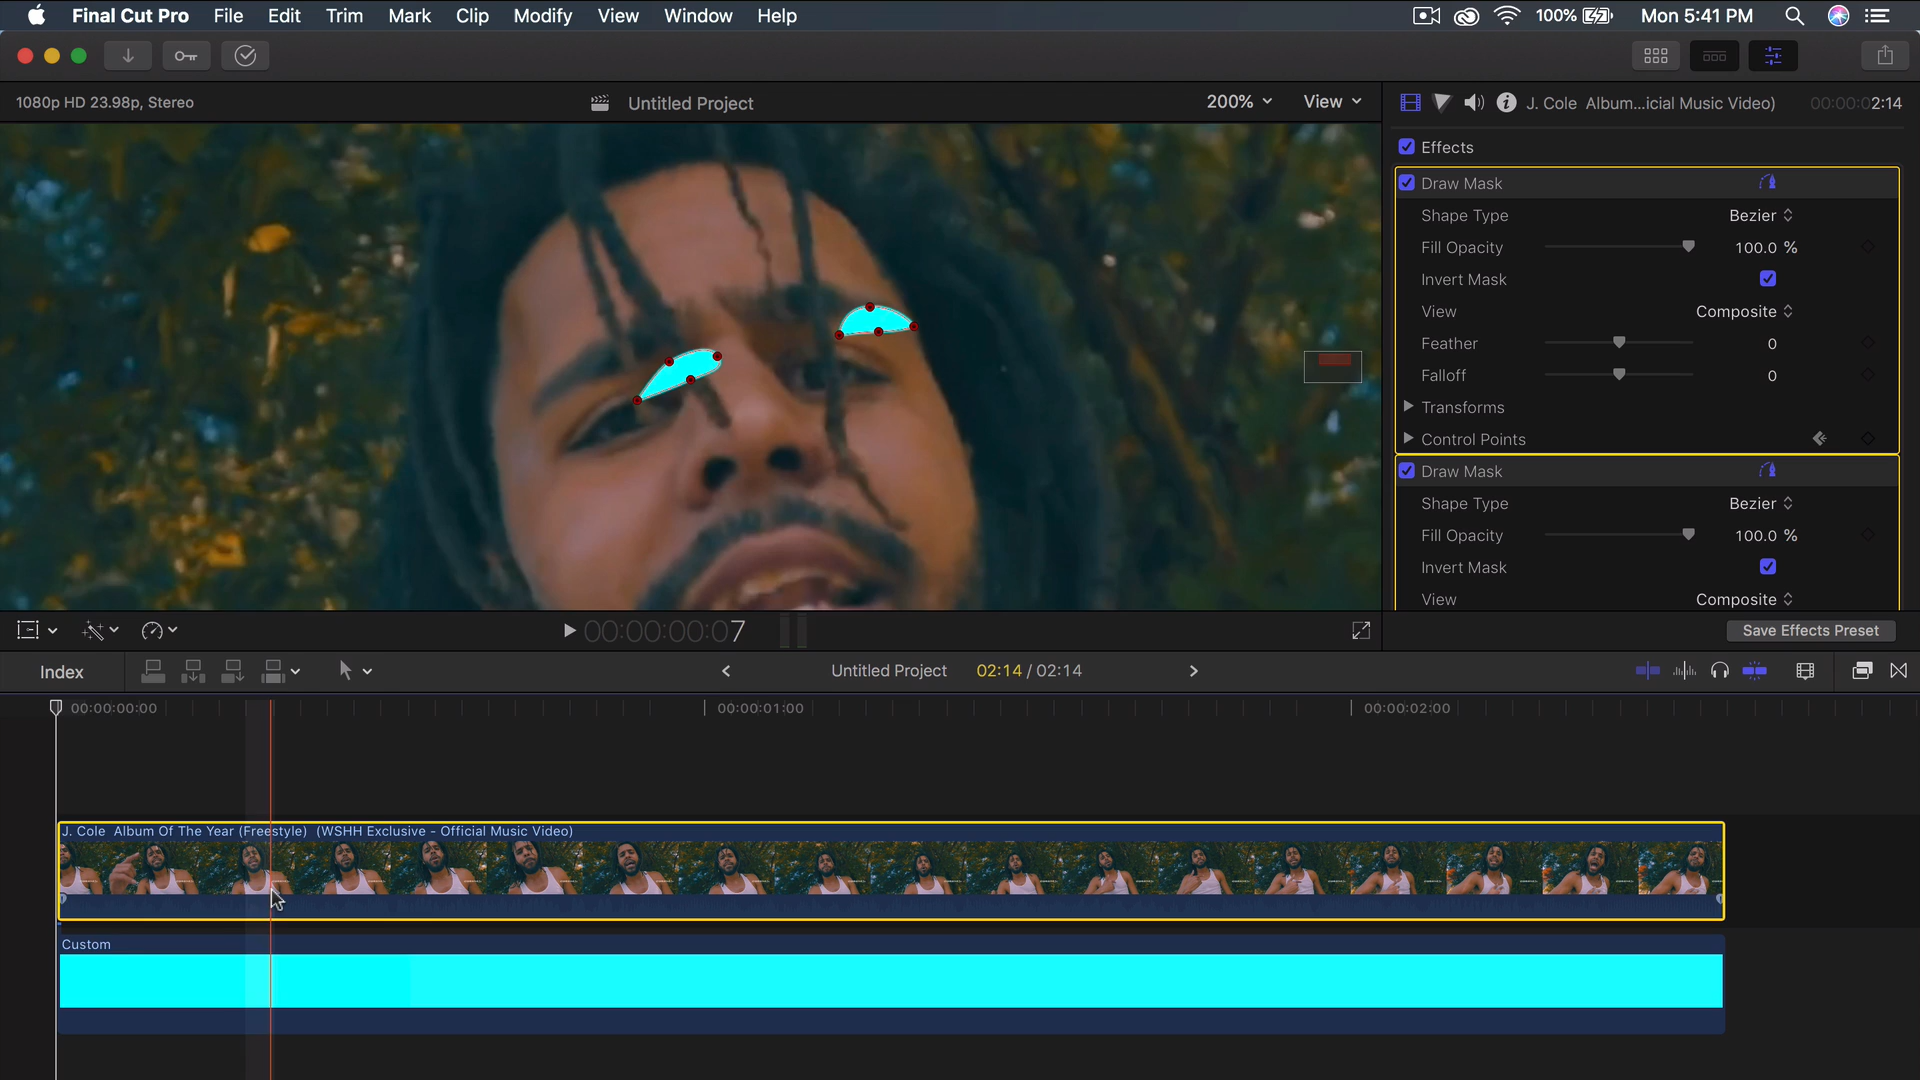 Final Cut Pro File Edit Trim Mark Clip Modify View Window Help 100% Mon 5:41 PM
1080p HD 23.98p, Stereo Untitled Project 200% View J. Cole Album...icial Music Video) 00:00:02:14
Effects
Draw Mask
Shape Type Bezier
Fill Opacity 100.0 %
Invert Mask
View Composite
Feather 0
Falloff 0
Transforms
Control Points
Draw Mask
Shape Type Bezier
Fill Opacity 100.0 %
Invert Mask
View Composite
00:00:00:07 Save Effects Preset
Index Untitled Project 02:14 / 02:14
00:00:00:00 00:00:01:00 00:00:02:00
J. Cole Album Of The Year (Freestyle) (WSHH Exclusive - Official Music Video)
Custom